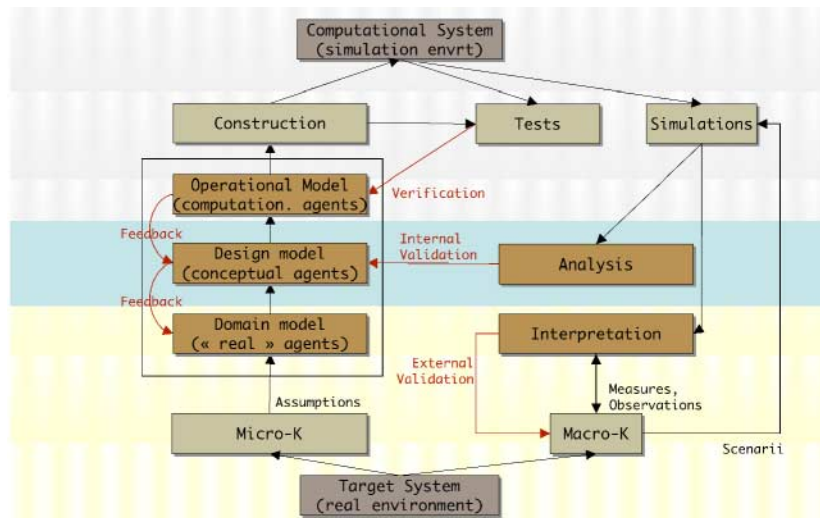 Computational System
(simulation envrt)
Construction
Tests
Simulations
Operational Model
(computation. agents)
Verification
Feedback
Design model
(conceptual agents)
Internal
Validation
Analysis
Feedback
Domain model
(« real » agents)
Interpretation
External
Validation
Assumptions
Measures,
Observations
Micro-K
Macro-K
Scenarii
Target System
(real environment)